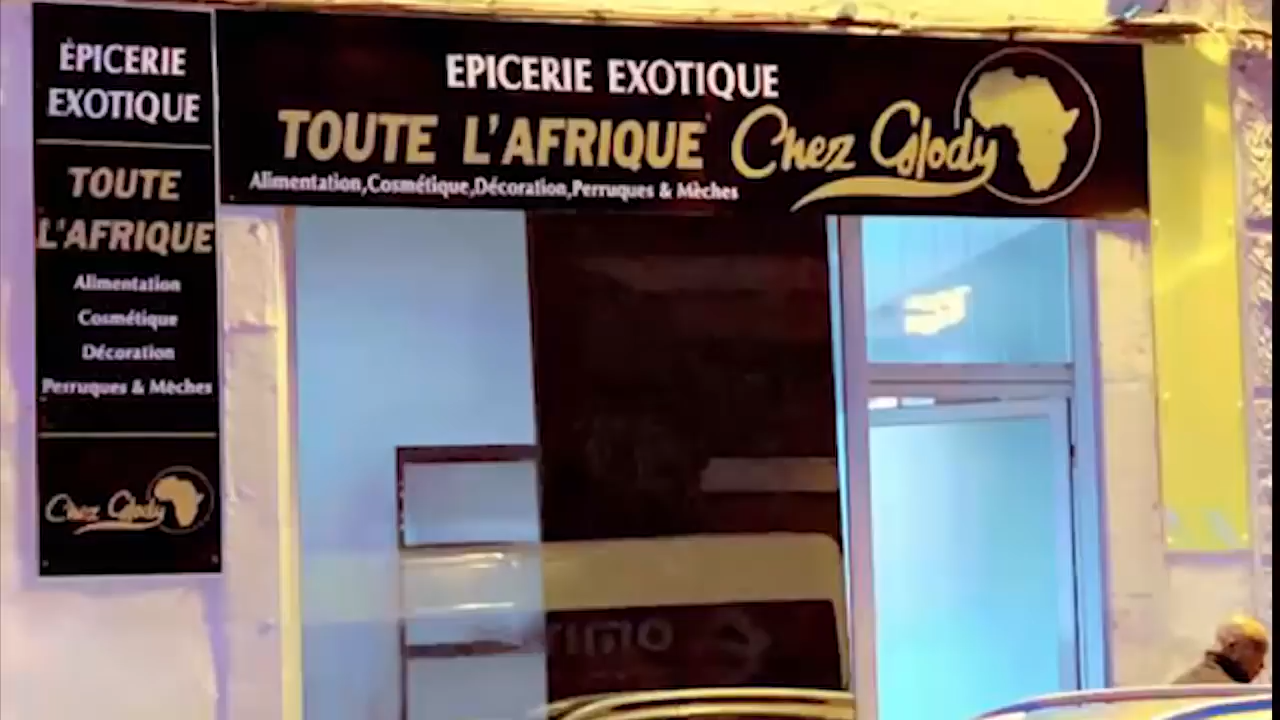 ÉPICERIE
EXOTIQUE
TOUTE
L'AFRIQUE
Alimentation
Cosmétique
Décoration
Perruques & Mèches
Chez Glody
EPICERIE EXOTIQUE
TOUTE L'AFRIQUE Chez Glody
Alimentation,Cosmétique,Décoration,Perruques & Mèches